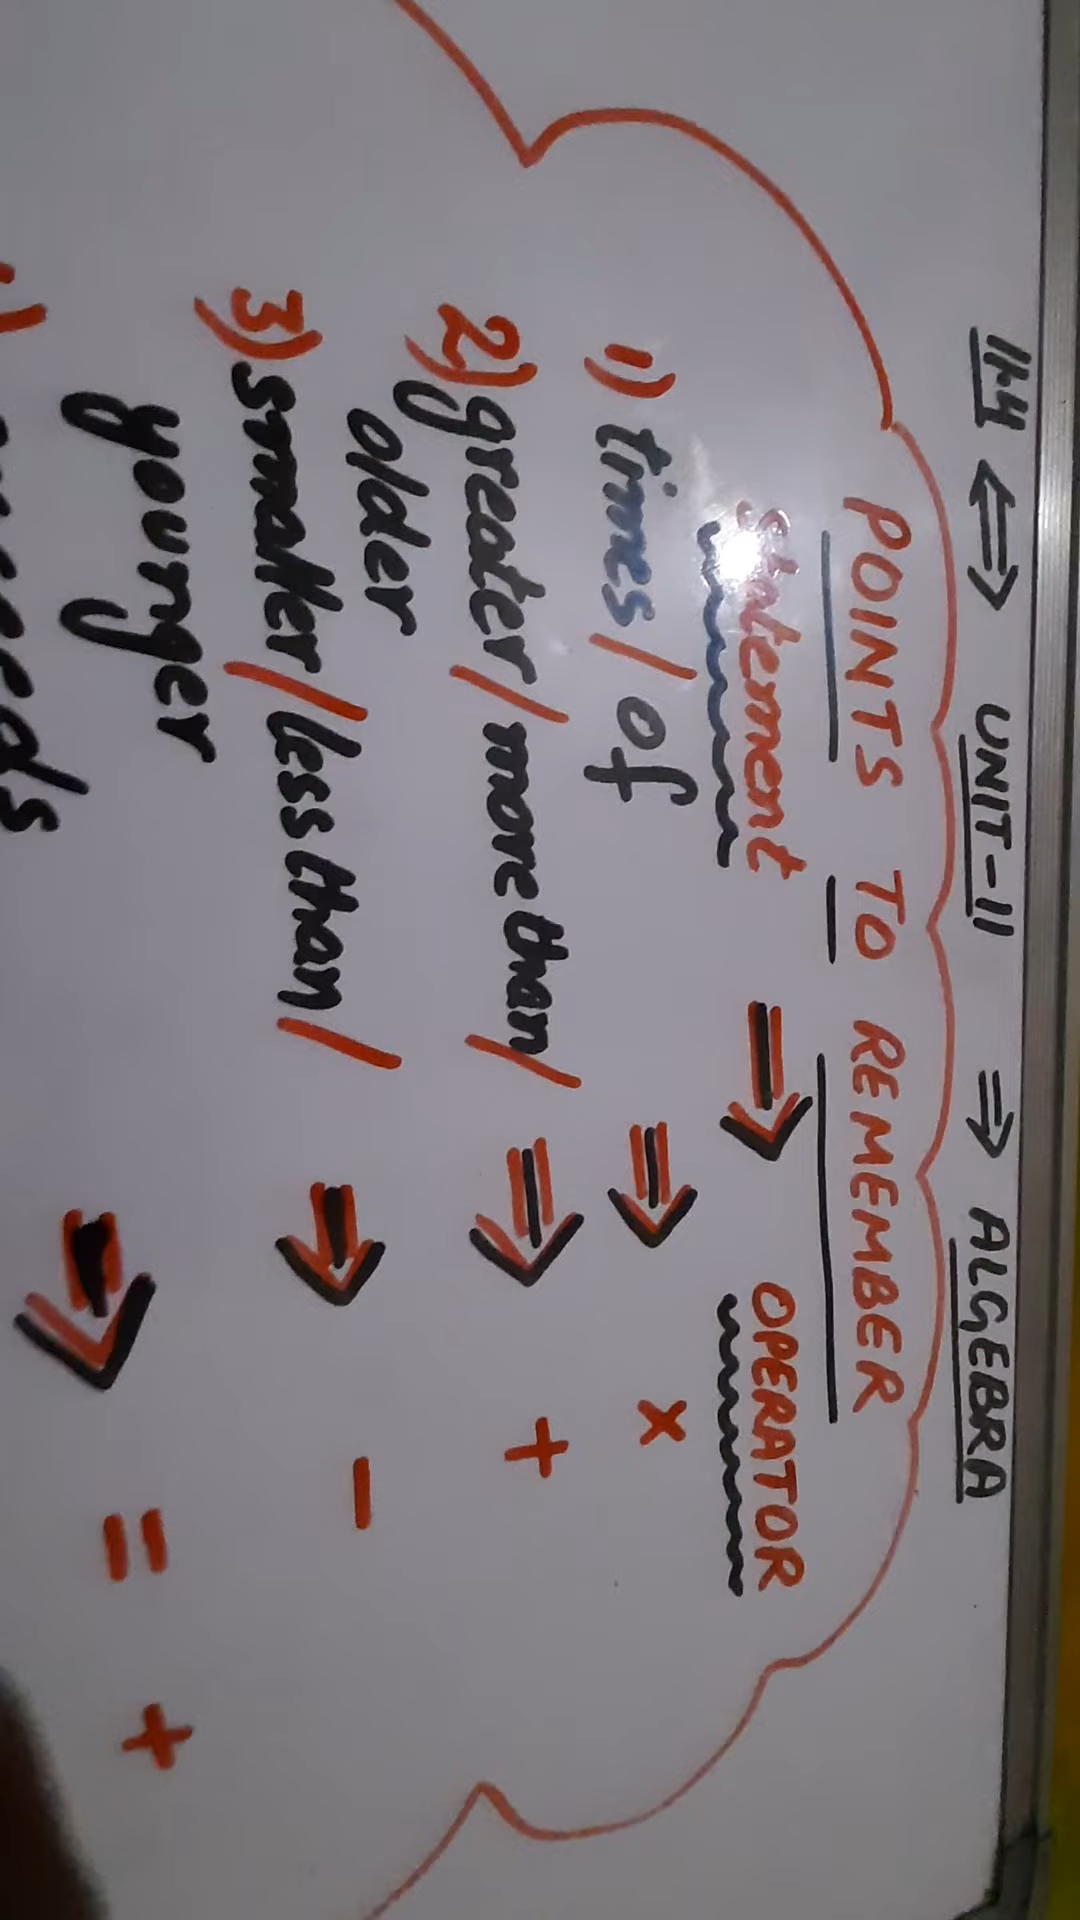 11.4 ⟺ UNIT-11 ⇒ ALGEBRA
POINTS TO REMEMBER
statement ⇒ OPERATOR
1) times / of ⇒ ×
2) greater / more than / ⇒ +
older
3) smaller / less than / ⇒ -
younger
⇒ = +